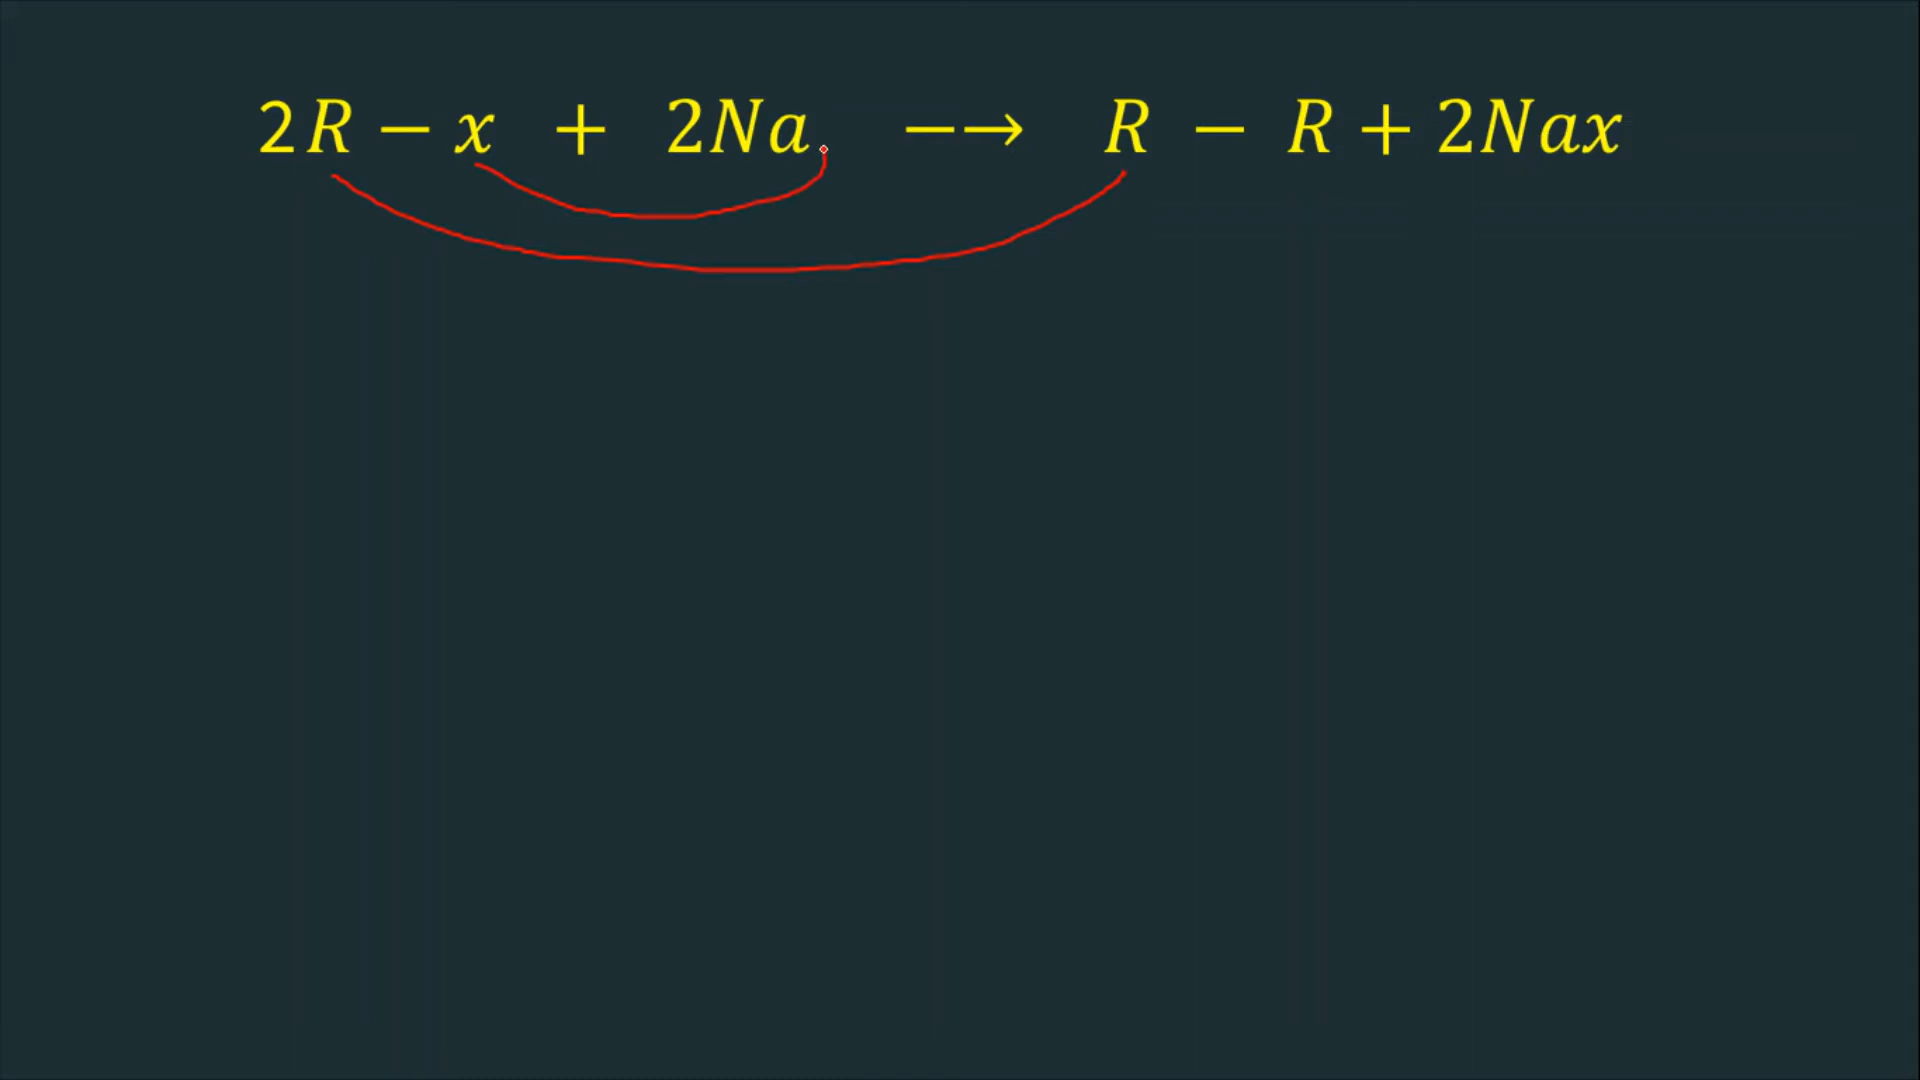 2R − x + 2Na −→ R − R + 2Nax